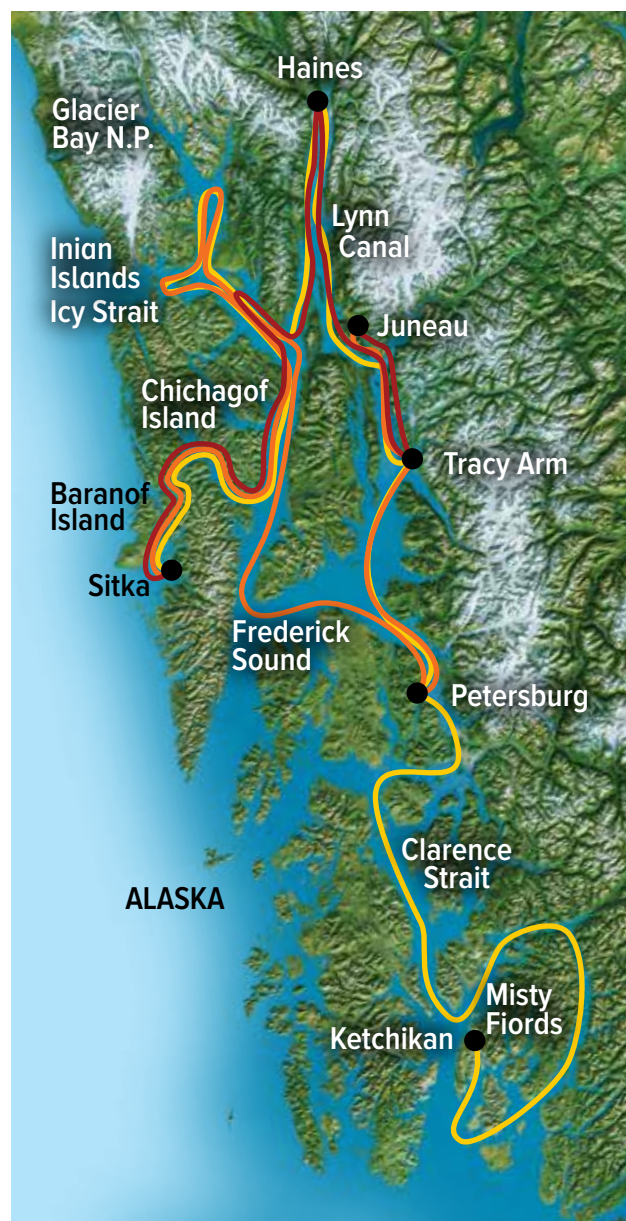 Haines
Glacier
Bay N.P.
Lynn
Canal
Inian
Islands
Icy Strait
Juneau
Chichagof
Island
Tracy Arm
Baranof
Island
Sitka
Frederick
Sound
Petersburg
Clarence
Strait
ALASKA
Misty
Fiords
Ketchikan